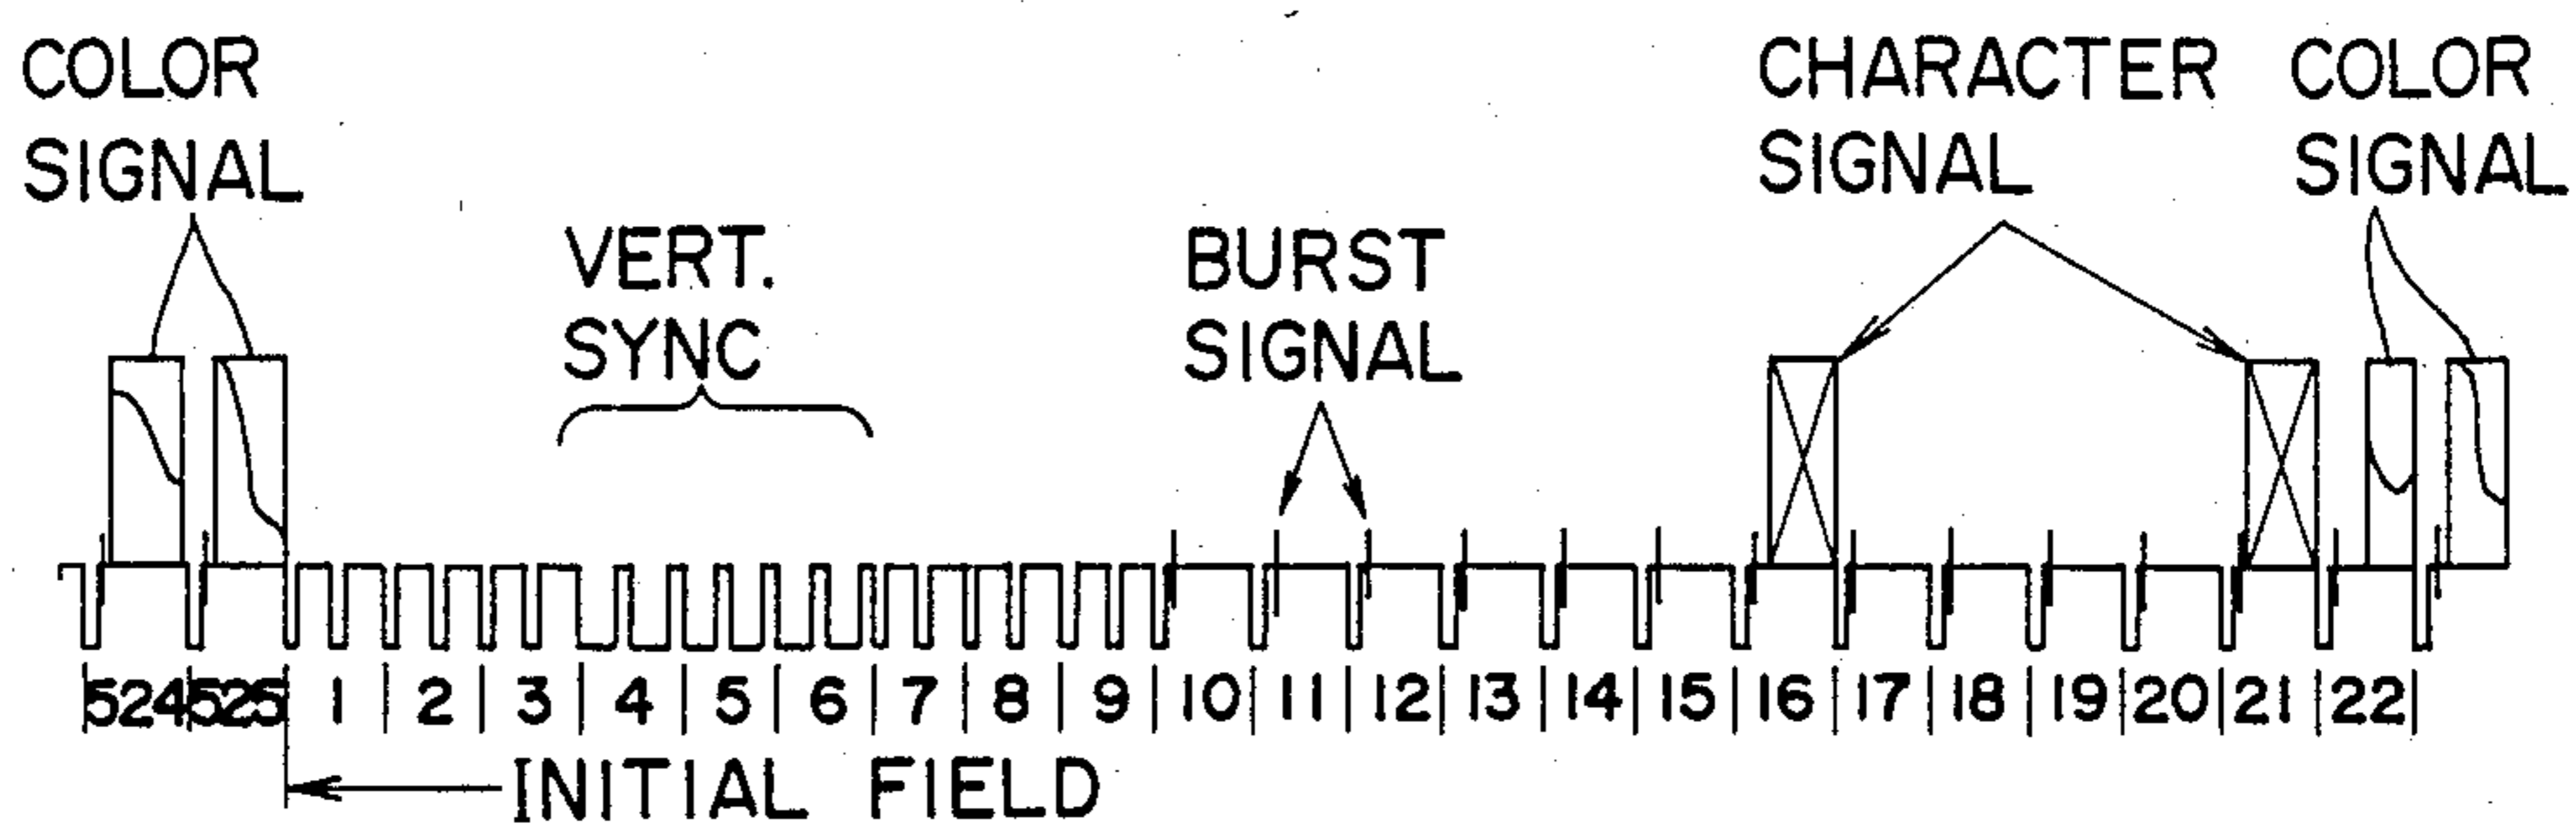 COLOR
SIGNAL
VERT.
SYNC
BURST
SIGNAL
CHARACTER
SIGNAL
COLOR
SIGNAL
524 525 1 2 3 4 5 6 7 8 9 10 11 12 13 14 15 16 17 18 19 20 21 22
INITIAL FIELD